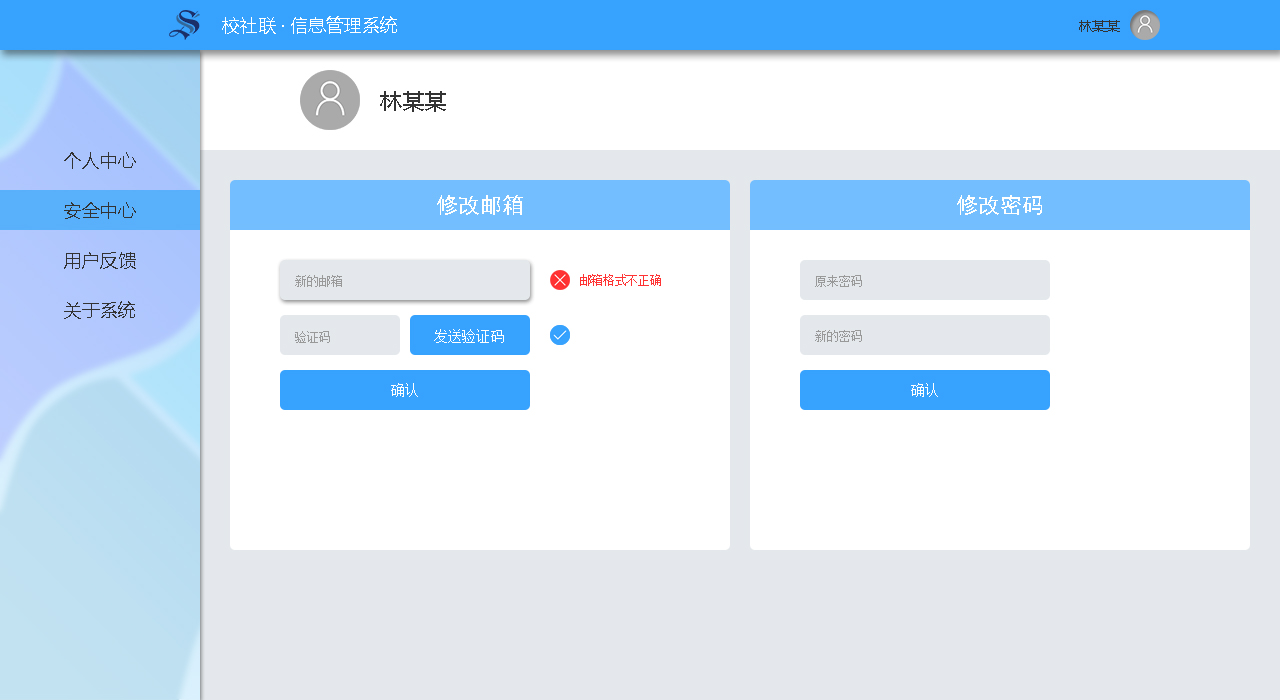 校社联 · 信息管理系统
林某某
林某某
个人中心
安全中心
用户反馈
关于系统
修改邮箱
新的邮箱
邮箱格式不正确
验证码
发送验证码
确认
修改密码
原来密码
新的密码
确认